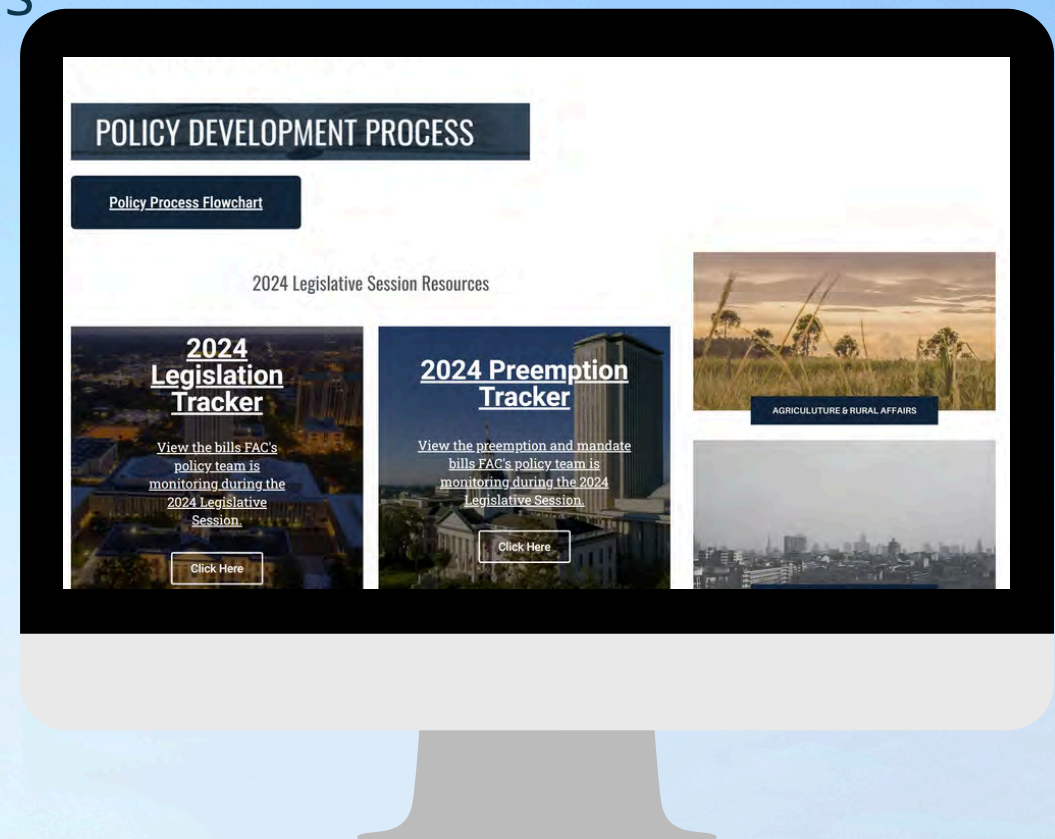 S
POLICY DEVELOPMENT PROCESS
Policy Process Flowchart
2024 Legislative Session Resources
2024
Legislation
Tracker
View the bills FAC's
policy team is
monitoring during the
2024 Legislative
Session.
Click Here
2024 Preemption
Tracker
View the preemption and mandate
bills FAC's policy team is
monitoring during the 2024
Legislative Session.
Click Here
AGRICULUTURE & RURAL AFFAIRS